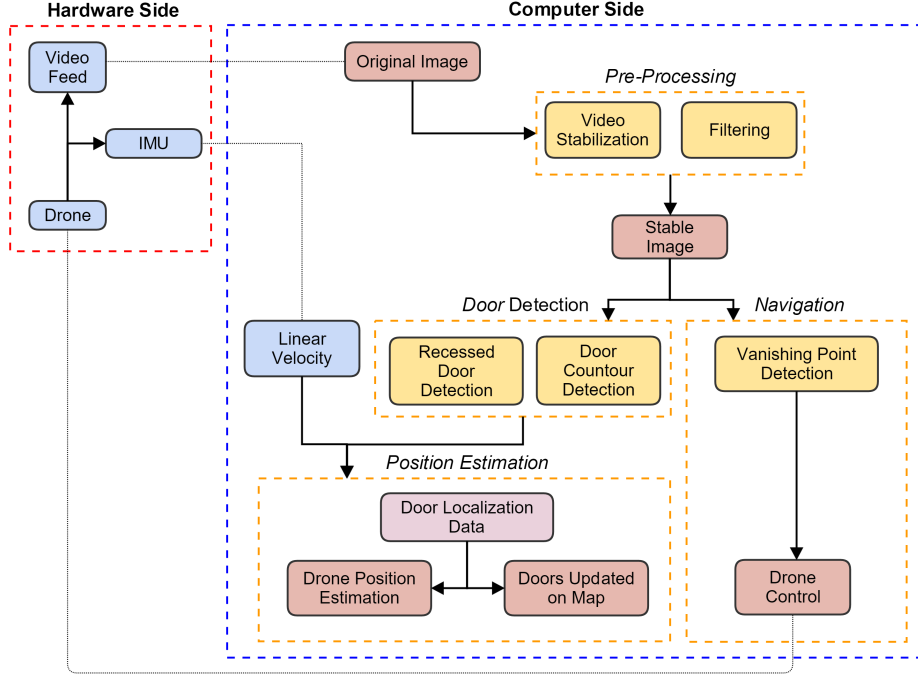 Hardware Side
Computer Side
Video
Feed
Original Image
Pre-Processing
Video
Stabilization
Filtering
IMU
Drone
Stable
Image
Door Detection
Navigation
Linear
Velocity
Recessed
Door
Detection
Door
Countour
Detection
Vanishing Point
Detection
Position Estimation
Door Localization
Data
Drone Position
Estimation
Doors Updated
on Map
Drone
Control